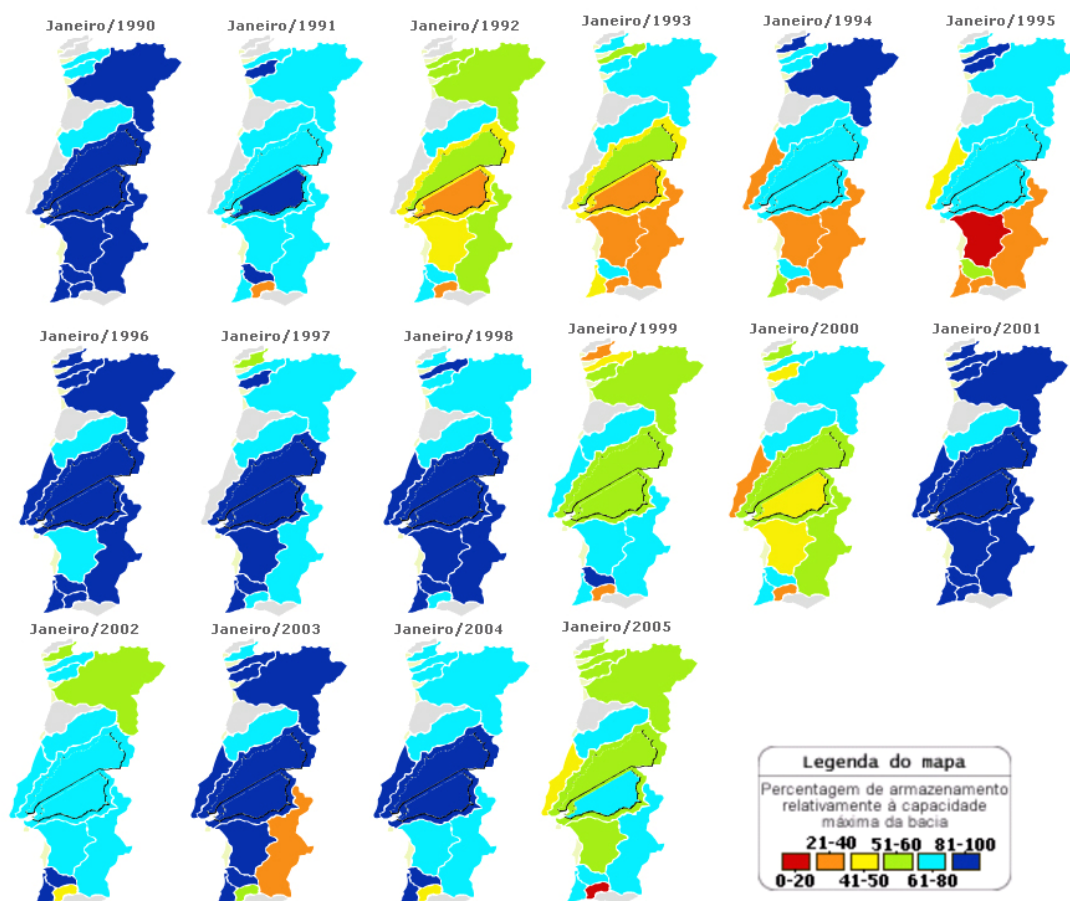 Janeiro/1990
Janeiro/1991
Janeiro/1992
Janeiro/1993
Janeiro/1994
Janeiro/1995
Janeiro/1996
Janeiro/1997
Janeiro/1998
Janeiro/1999
Janeiro/2000
Janeiro/2001
Janeiro/2002
Janeiro/2003
Janeiro/2004
Janeiro/2005
Legenda do mapa
Percentagem de armazenamento
relativamente à capacidade
máxima da bacia
21-40 51-60 81-100
0-20 41-50 61-80